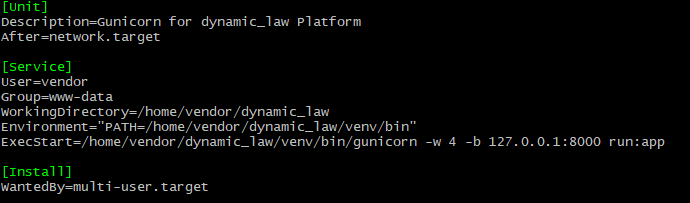 [Unit]
Description=Gunicorn for dynamic_law Platform
After=network.target
[Service]
User=vendor
Group=www-data
WorkingDirectory=/home/vendor/dynamic_law
Environment="PATH=/home/vendor/dynamic_law/venv/bin"
ExecStart=/home/vendor/dynamic_law/venv/bin/gunicorn -w 4 -b 127.0.0.1:8000 run:app
[Install]
WantedBy=multi-user.target